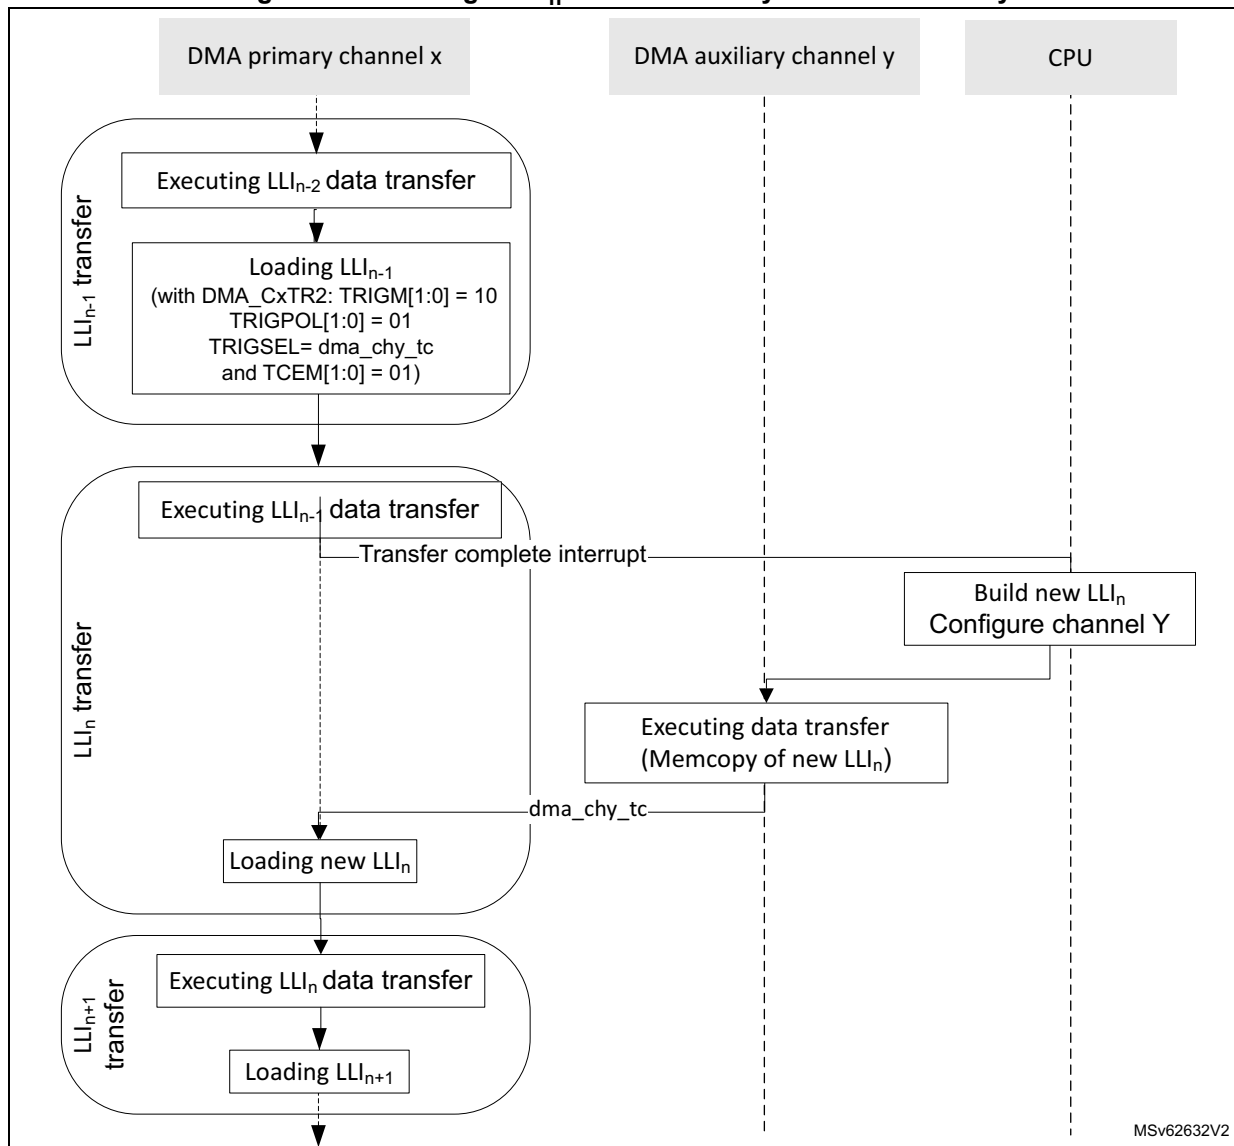 DMA primary channel x
DMA auxiliary channel y
CPU
LLIn-1 transfer
Executing LLIn-2 data transfer
Loading LLIn-1
(with DMA_CxTR2: TRIGM[1:0] = 10
TRIGPOL[1:0] = 01
TRIGSEL= dma_chy_tc
and TCEM[1:0] = 01)
LLIn transfer
Executing LLIn-1 data transfer
Transfer complete interrupt
Build new LLIn
Configure channel Y
Executing data transfer
(Memcopy of new LLIn)
dma_chy_tc
Loading new LLIn
LLIn+1
transfer
Executing LLIn data transfer
Loading LLIn+1
MSv62632V2